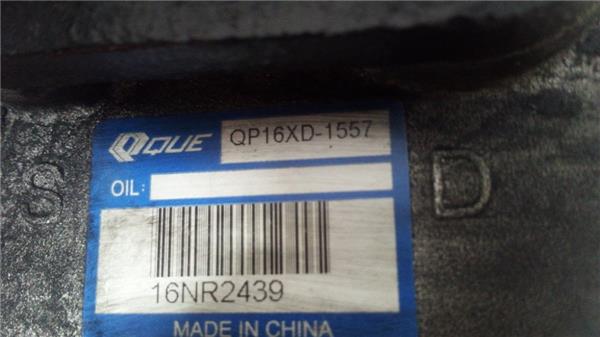 QUE QP16XD-1557
OIL:
S D
16NR2439
MADE IN CHINA